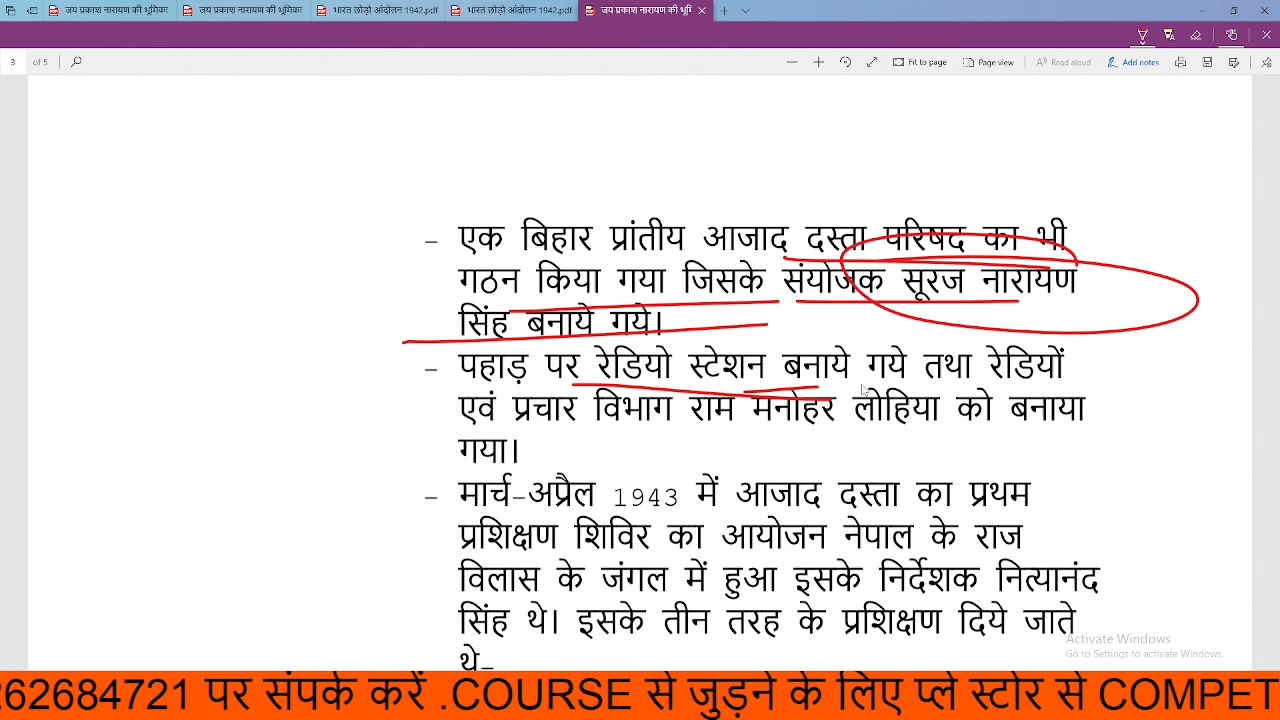 जय प्रकाश नारायण की भूमिका
जय प्रकाश नारायण की भूमिका
भारत छोड़ो आंदोलन 1942.pdf
भारत छोड़ो आंदोलन 1942.pdf
जय प्रकाश नारायण की भूमि
3 of 5
Fit to page
Page view
Read aloud
Add notes
– एक बिहार प्रांतीय आजाद दस्ता परिषद का भी
गठन किया गया जिसके संयोजक सूरज नारायण
सिंह बनाये गये।
– पहाड़ पर रेडियो स्टेशन बनाये गये तथा रेडियों
एवं प्रचार विभाग राम मनोहर लोहिया को बनाया
गया।
– मार्च–अप्रैल 1943 में आजाद दस्ता का प्रथम
प्रशिक्षण शिविर का आयोजन नेपाल के राज
विलास के जंगल में हुआ इसके निर्देशक नित्यानंद
सिंह थे। इसके तीन तरह के प्रशिक्षण दिये जाते
थे–
Activate Windows
Go to Settings to activate Windows.
262684721 पर संपर्क करें .COURSE से जुड़ने के लिए प्ले स्टोर से COMPET